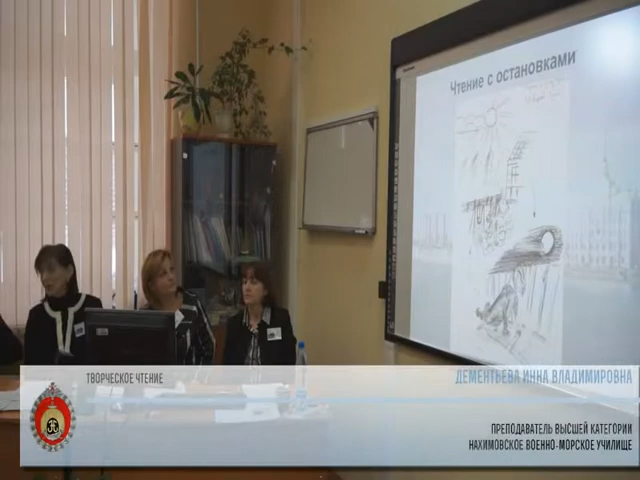 Чтение с остановками
ТВОРЧЕСКОЕ ЧТЕНИЕ
ДЕМЕНТЬЕВА ИННА ВЛАДИМИРОВНА
ПРЕПОДАВАТЕЛЬ ВЫСШЕЙ КАТЕГОРИИ
НАХИМОВСКОЕ ВОЕННО-МОРСКОЕ УЧИЛИЩЕ